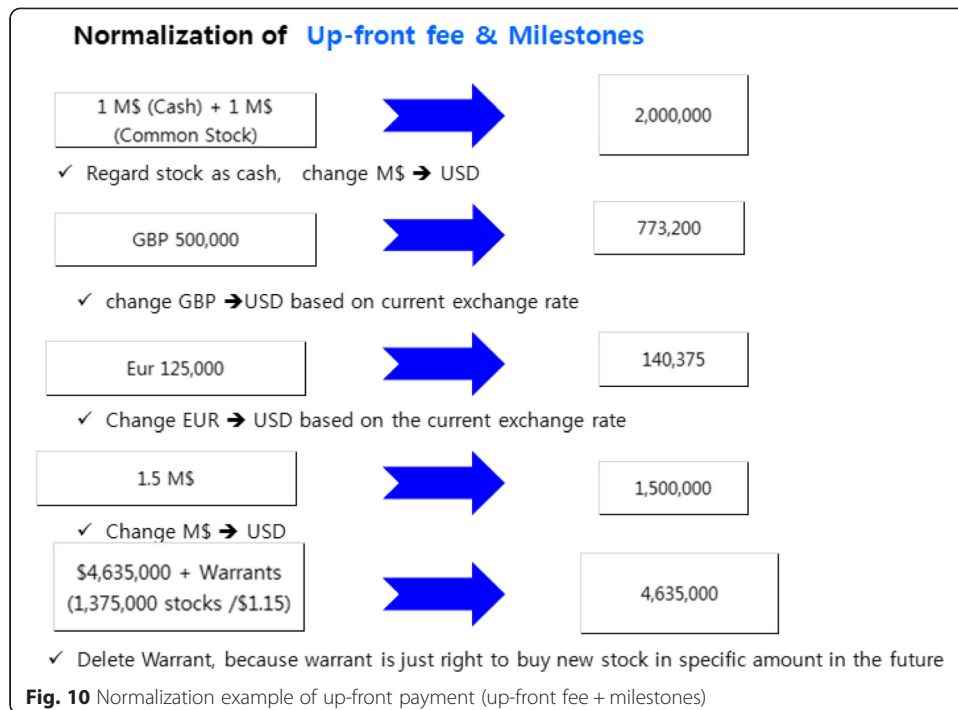 Normalization of Up-front fee & Milestones
1 M$ (Cash) + 1 M$
(Common Stock)
2,000,000
✓ Regard stock as cash, change M$ ➔ USD
GBP 500,000
773,200
✓ change GBP ➔USD based on current exchange rate
Eur 125,000
140,375
✓ Change EUR ➔ USD based on the current exchange rate
1.5 M$
1,500,000
✓ Change M$ ➔ USD
$4,635,000 + Warrants
(1,375,000 stocks /$1.15)
4,635,000
✓ Delete Warrant, because warrant is just right to buy new stock in specific amount in the future
Fig. 10 Normalization example of up-front payment (up-front fee + milestones)